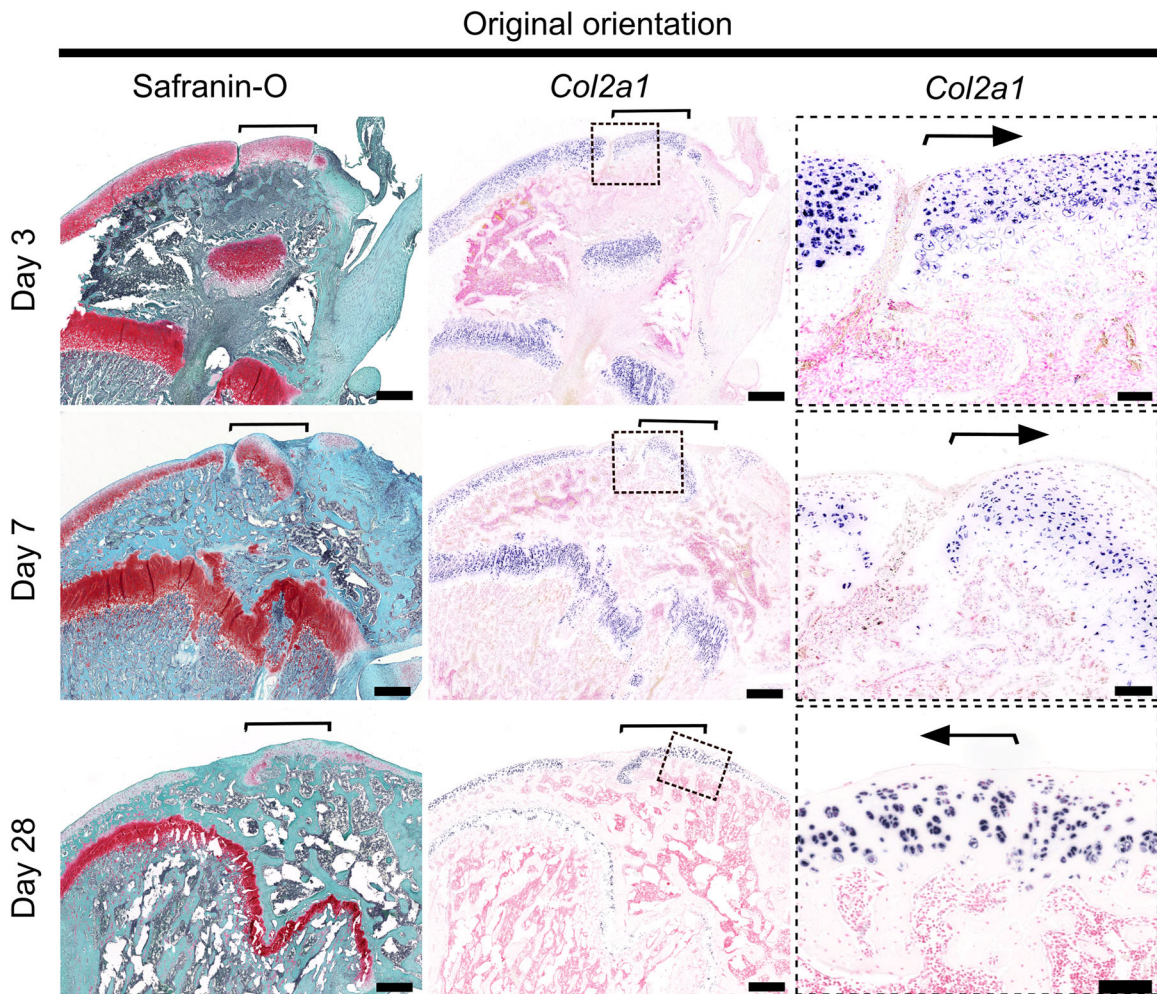 Original orientation
Safranin-O
Col2a1
Col2a1
Day 3
Day 7
Day 28